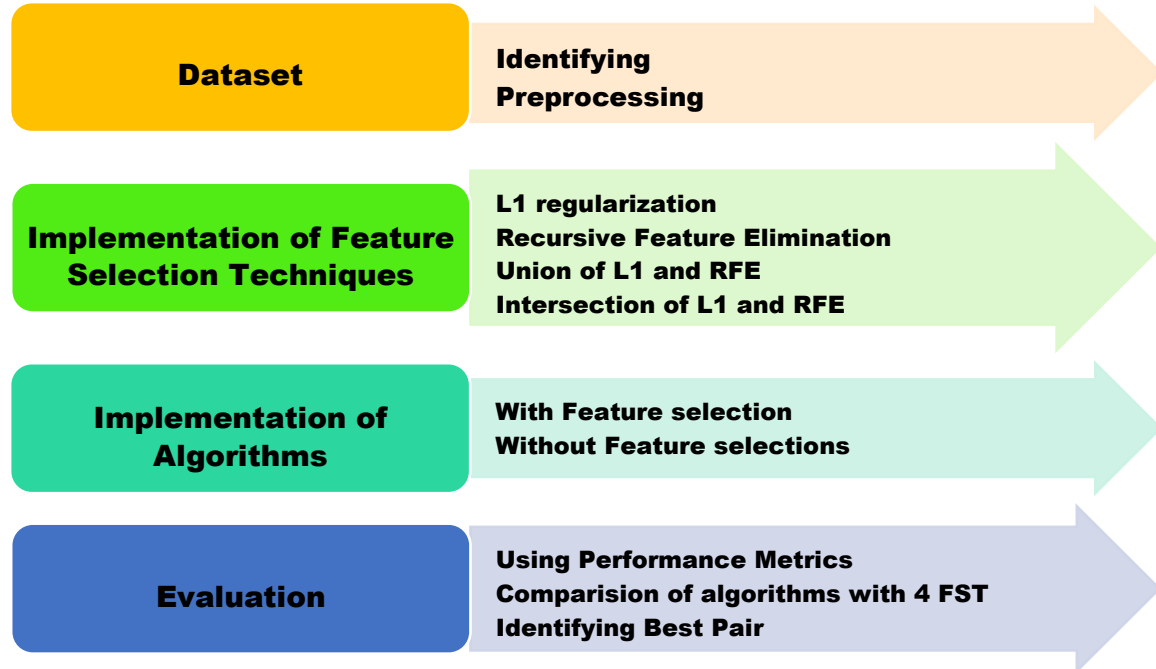 Dataset
Identifying
Preprocessing
Implementation of Feature
Selection Techniques
L1 regularization
Recursive Feature Elimination
Union of L1 and RFE
Intersection of L1 and RFE
Implementation of
Algorithms
With Feature selection
Without Feature selections
Evaluation
Using Performance Metrics
Comparision of algorithms with 4 FST
Identifying Best Pair